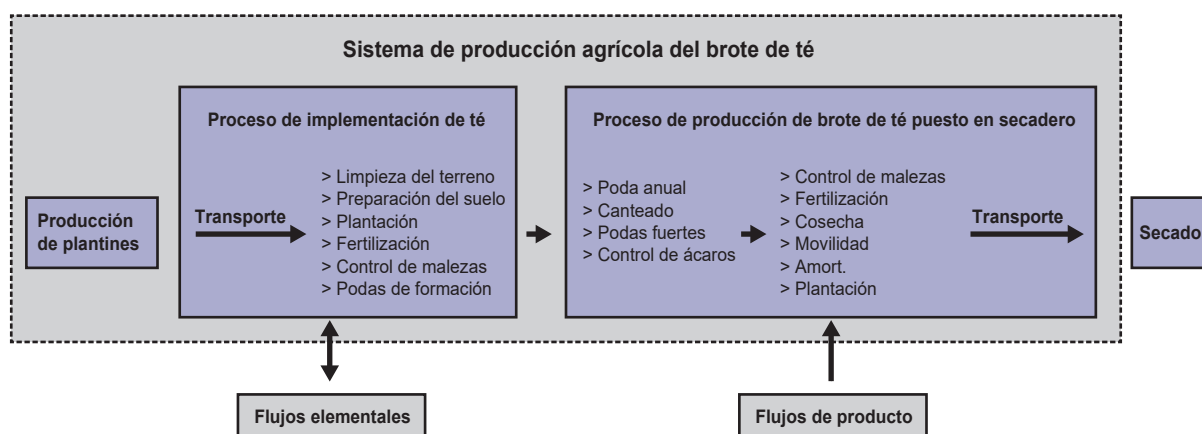 Sistema de producción agrícola del brote de té
Producción
de plantines
Proceso de implementación de té
Transporte
> Limpieza del terreno
> Preparación del suelo
> Plantación
> Fertilización
> Control de malezas
> Podas de formación
Proceso de producción de brote de té puesto en secadero
> Poda anual
> Canteado
> Podas fuertes
> Control de ácaros
> Control de malezas
> Fertilización
> Cosecha
> Movilidad
> Amort.
> Plantación
Transporte
Secado
Flujos elementales
Flujos de producto